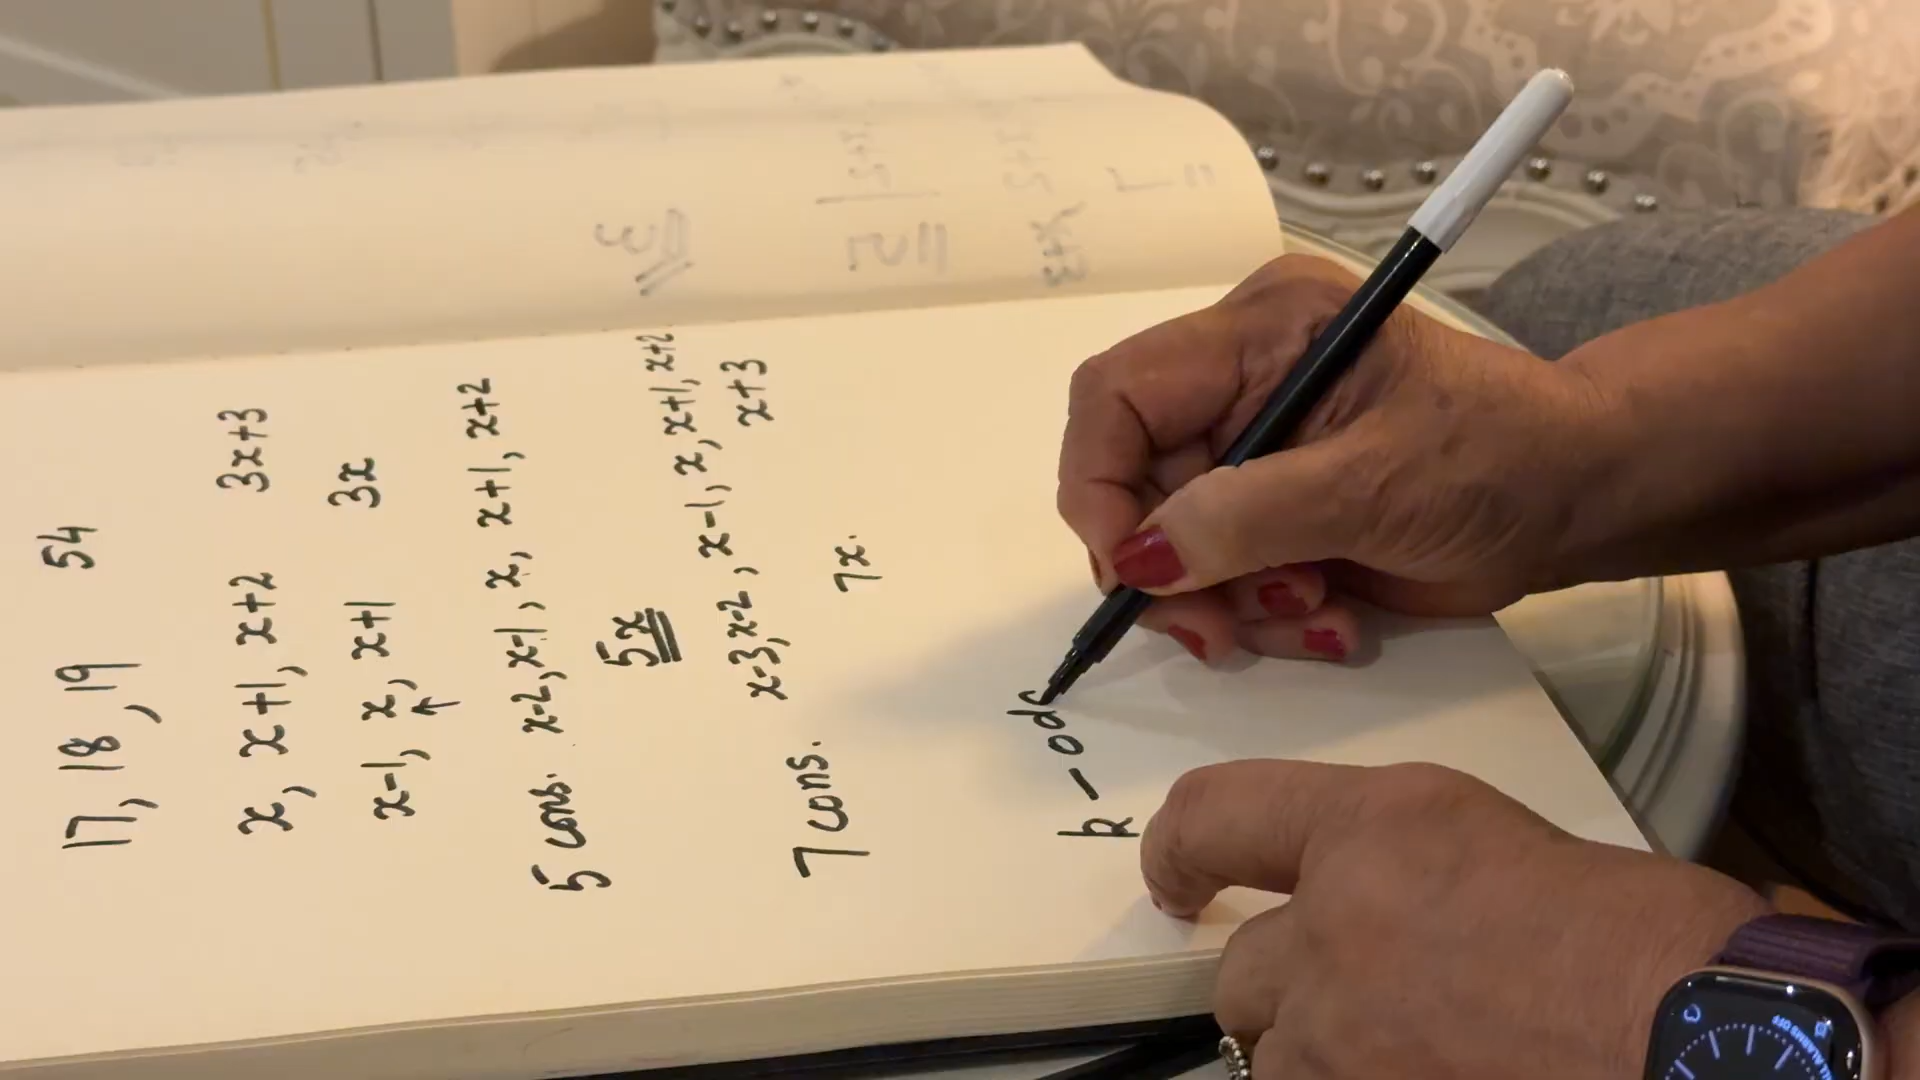 17, 18, 19 54
x, x+1, x+2 3x+3
x-1, x, x+1 3x
↑
5 cons. x-2, x-1, x, x+1, x+2
5x
7 cons. x-3, x-2, x-1, x, x+1, x+2
x+3
7x.
k - od